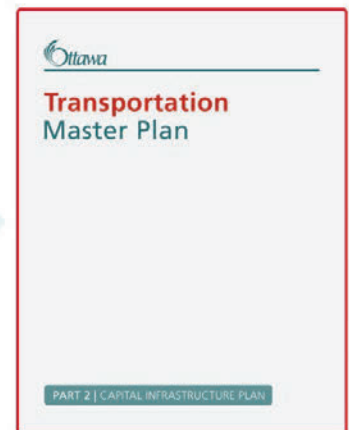 Ottawa
Transportation
Master Plan
PART 2 | CAPITAL INFRASTRUCTURE PLAN